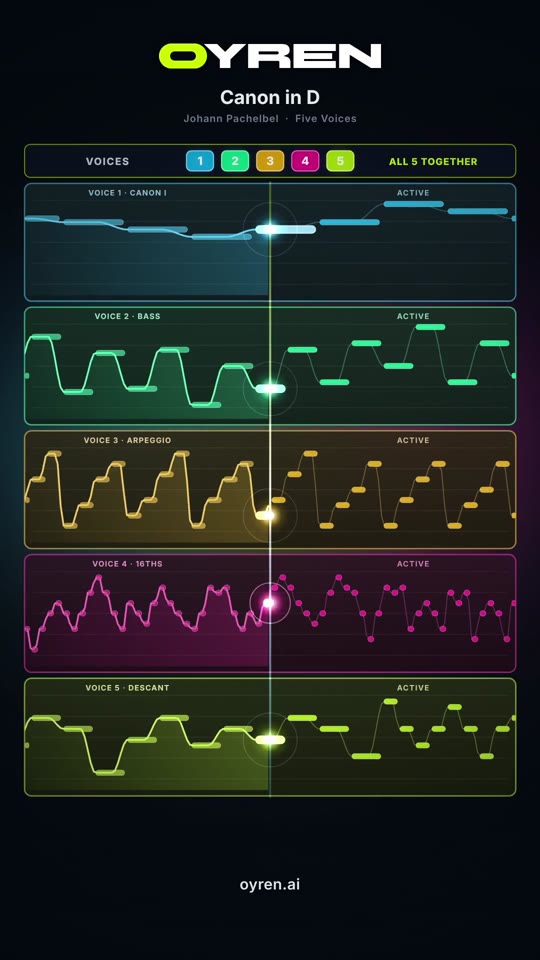 OYREN
Canon in D
Johann Pachelbel · Five Voices
VOICES 1 2 3 4 5 ALL 5 TOGETHER
VOICE 1 · CANON I ACTIVE
VOICE 2 · BASS ACTIVE
VOICE 3 · ARPEGGIO ACTIVE
VOICE 4 · 16THS ACTIVE
VOICE 5 · DESCANT ACTIVE
oyren.ai